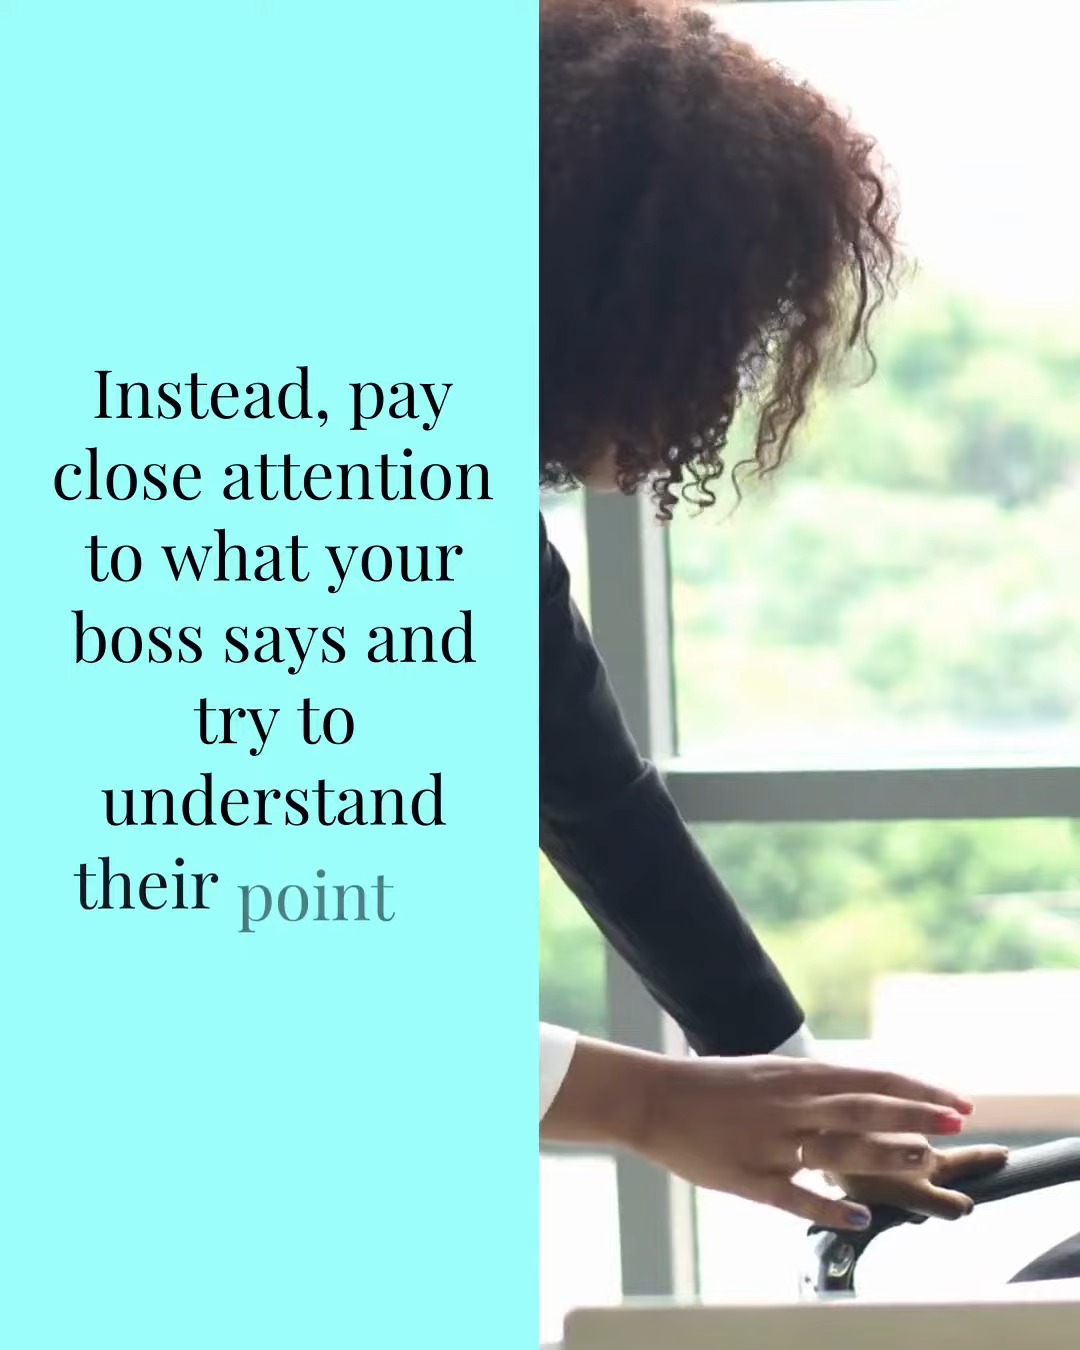 Instead, pay
close attention
to what your
boss says and
try to
understand
their point